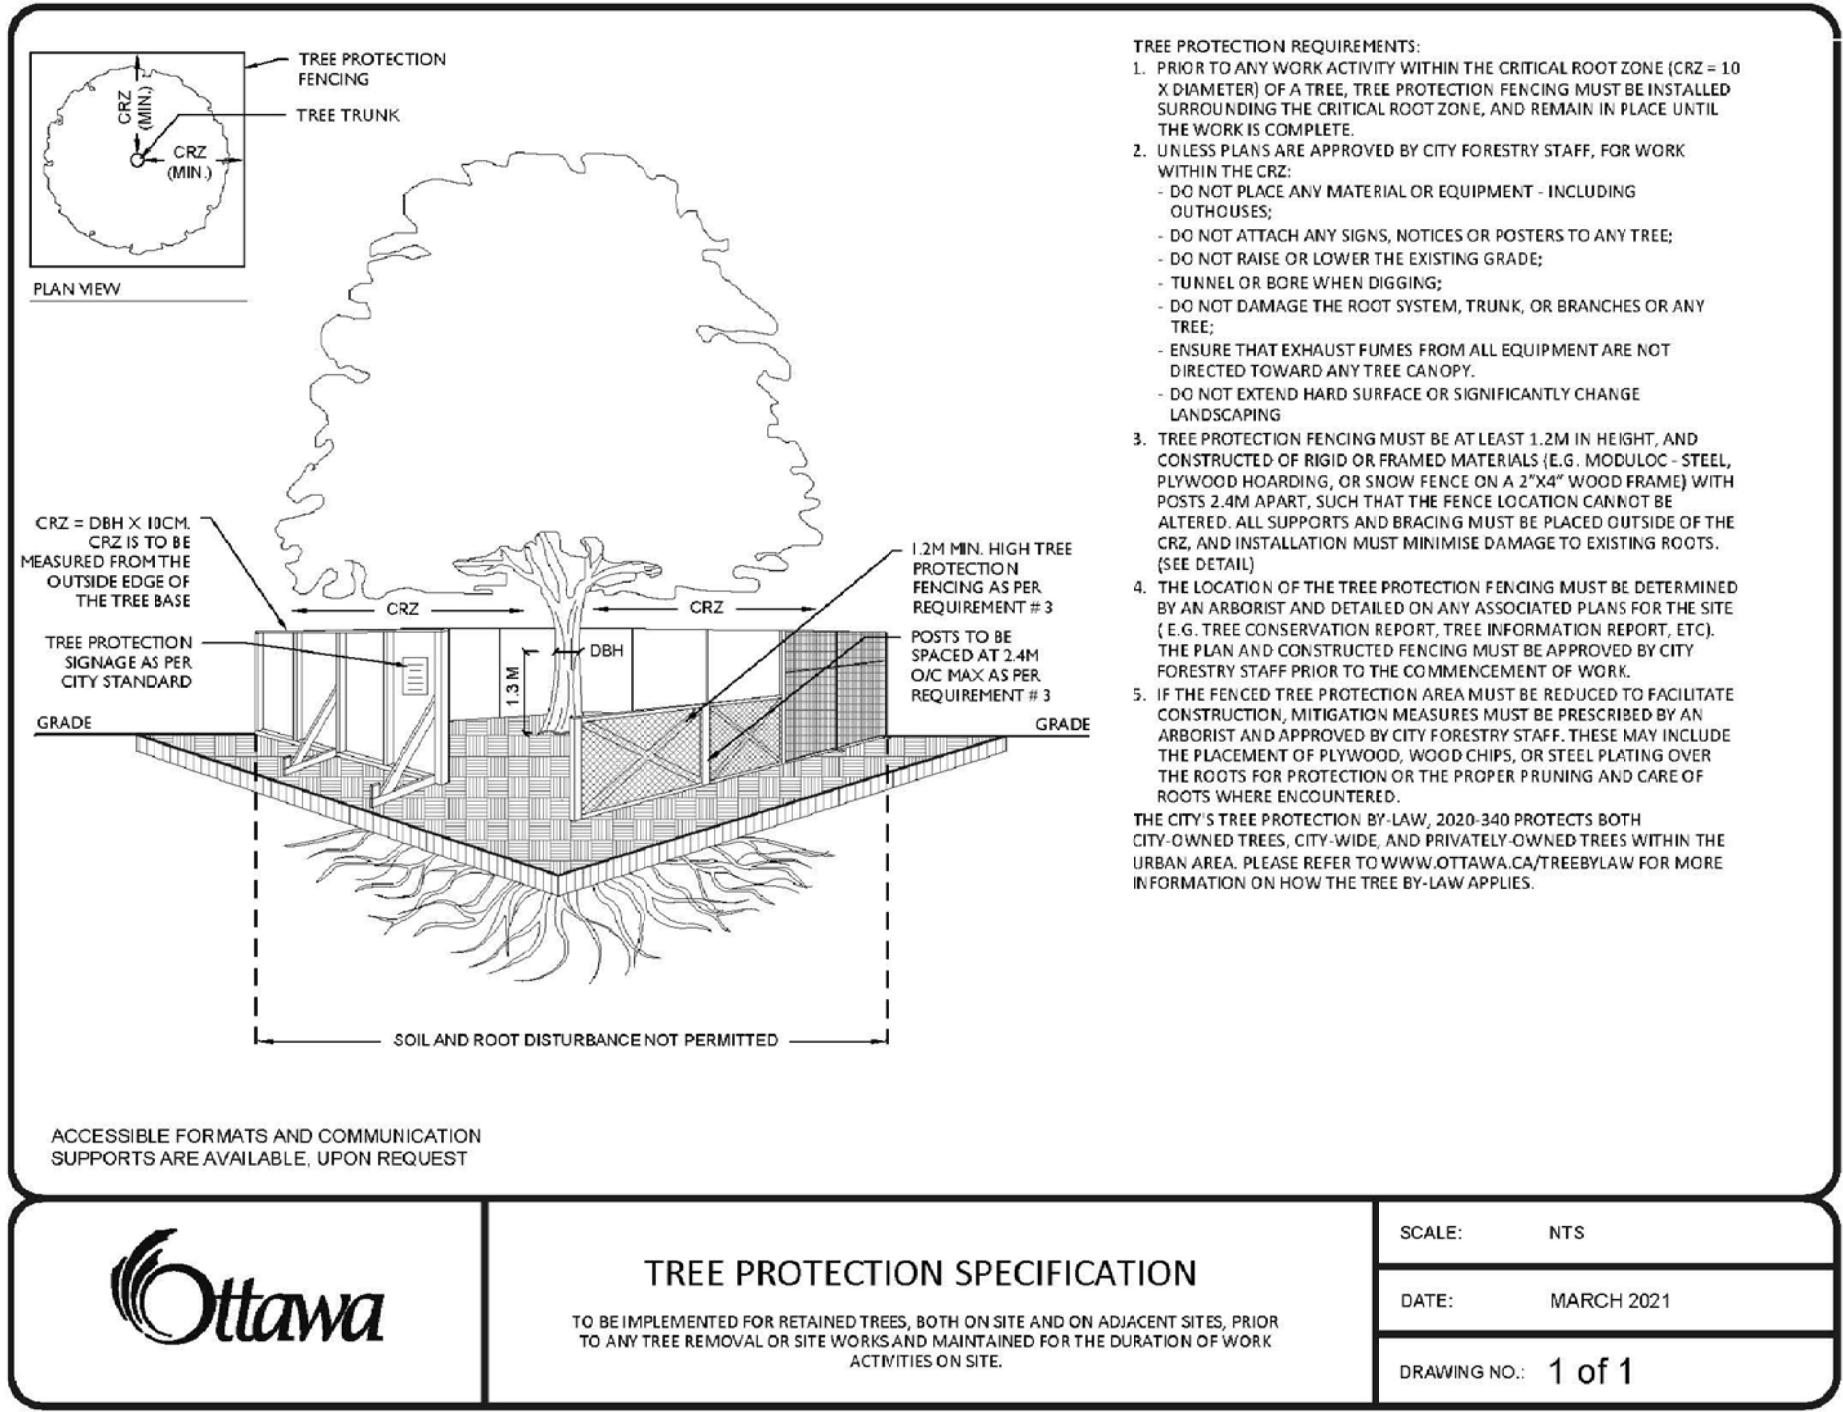 TREE PROTECTION
FENCING
TREE TRUNK
CRZ
(MIN.)
CRZ
(MIN.)
PLAN VIEW
CRZ = DBH X 10CM.
CRZ IS TO BE
MEASURED FROM THE
OUTSIDE EDGE OF
THE TREE BASE
TREE PROTECTION
SIGNAGE AS PER
CITY STANDARD
GRADE
CRZ
CRZ
DBH
1.3 M
1.2M MIN. HIGH TREE
PROTECTION
FENCING AS PER
REQUIREMENT # 3
POSTS TO BE
SPACED AT 2.4M
O/C MAX AS PER
REQUIREMENT # 3
GRADE
SOIL AND ROOT DISTURBANCE NOT PERMITTED
ACCESSIBLE FORMATS AND COMMUNICATION
SUPPORTS ARE AVAILABLE, UPON REQUEST
TREE PROTECTION REQUIREMENTS:
1. PRIOR TO ANY WORK ACTIVITY WITHIN THE CRITICAL ROOT ZONE (CRZ = 10
X DIAMETER) OF A TREE, TREE PROTECTION FENCING MUST BE INSTALLED
SURROUNDING THE CRITICAL ROOT ZONE, AND REMAIN IN PLACE UNTIL
THE WORK IS COMPLETE.
2. UNLESS PLANS ARE APPROVED BY CITY FORESTRY STAFF, FOR WORK
WITHIN THE CRZ:
- DO NOT PLACE ANY MATERIAL OR EQUIPMENT - INCLUDING
OUTHOUSES;
- DO NOT ATTACH ANY SIGNS, NOTICES OR POSTERS TO ANY TREE;
- DO NOT RAISE OR LOWER THE EXISTING GRADE;
- TUNNEL OR BORE WHEN DIGGING;
- DO NOT DAMAGE THE ROOT SYSTEM, TRUNK, OR BRANCHES OR ANY
TREE;
- ENSURE THAT EXHAUST FUMES FROM ALL EQUIPMENT ARE NOT
DIRECTED TOWARD ANY TREE CANOPY.
- DO NOT EXTEND HARD SURFACE OR SIGNIFICANTLY CHANGE
LANDSCAPING
3. TREE PROTECTION FENCING MUST BE AT LEAST 1.2M IN HEIGHT, AND
CONSTRUCTED OF RIGID OR FRAMED MATERIALS (E.G. MODULOC - STEEL,
PLYWOOD HOARDING, OR SNOW FENCE ON A 2"X4" WOOD FRAME) WITH
POSTS 2.4M APART, SUCH THAT THE FENCE LOCATION CANNOT BE
ALTERED. ALL SUPPORTS AND BRACING MUST BE PLACED OUTSIDE OF THE
CRZ, AND INSTALLATION MUST MINIMISE DAMAGE TO EXISTING ROOTS.
(SEE DETAIL)
4. THE LOCATION OF THE TREE PROTECTION FENCING MUST BE DETERMINED
BY AN ARBORIST AND DETAILED ON ANY ASSOCIATED PLANS FOR THE SITE
( E.G. TREE CONSERVATION REPORT, TREE INFORMATION REPORT, ETC).
THE PLAN AND CONSTRUCTED FENCING MUST BE APPROVED BY CITY
FORESTRY STAFF PRIOR TO THE COMMENCEMENT OF WORK.
5. IF THE FENCED TREE PROTECTION AREA MUST BE REDUCED TO FACILITATE
CONSTRUCTION, MITIGATION MEASURES MUST BE PRESCRIBED BY AN
ARBORIST AND APPROVED BY CITY FORESTRY STAFF. THESE MAY INCLUDE
THE PLACEMENT OF PLYWOOD, WOOD CHIPS, OR STEEL PLATING OVER
THE ROOTS FOR PROTECTION OR THE PROPER PRUNING AND CARE OF
ROOTS WHERE ENCOUNTERED.
THE CITY'S TREE PROTECTION BY-LAW, 2020-340 PROTECTS BOTH
CITY-OWNED TREES, CITY-WIDE, AND PRIVATELY-OWNED TREES WITHIN THE
URBAN AREA. PLEASE REFER TO WWW.OTTAWA.CA/TREEBYLAW FOR MORE
INFORMATION ON HOW THE TREE BY-LAW APPLIES.
Ottawa
TREE PROTECTION SPECIFICATION
TO BE IMPLEMENTED FOR RETAINED TREES, BOTH ON SITE AND ON ADJACENT SITES, PRIOR
TO ANY TREE REMOVAL OR SITE WORKS AND MAINTAINED FOR THE DURATION OF WORK
ACTIVITIES ON SITE.
SCALE: NTS
DATE: MARCH 2021
DRAWING NO.: 1 of 1